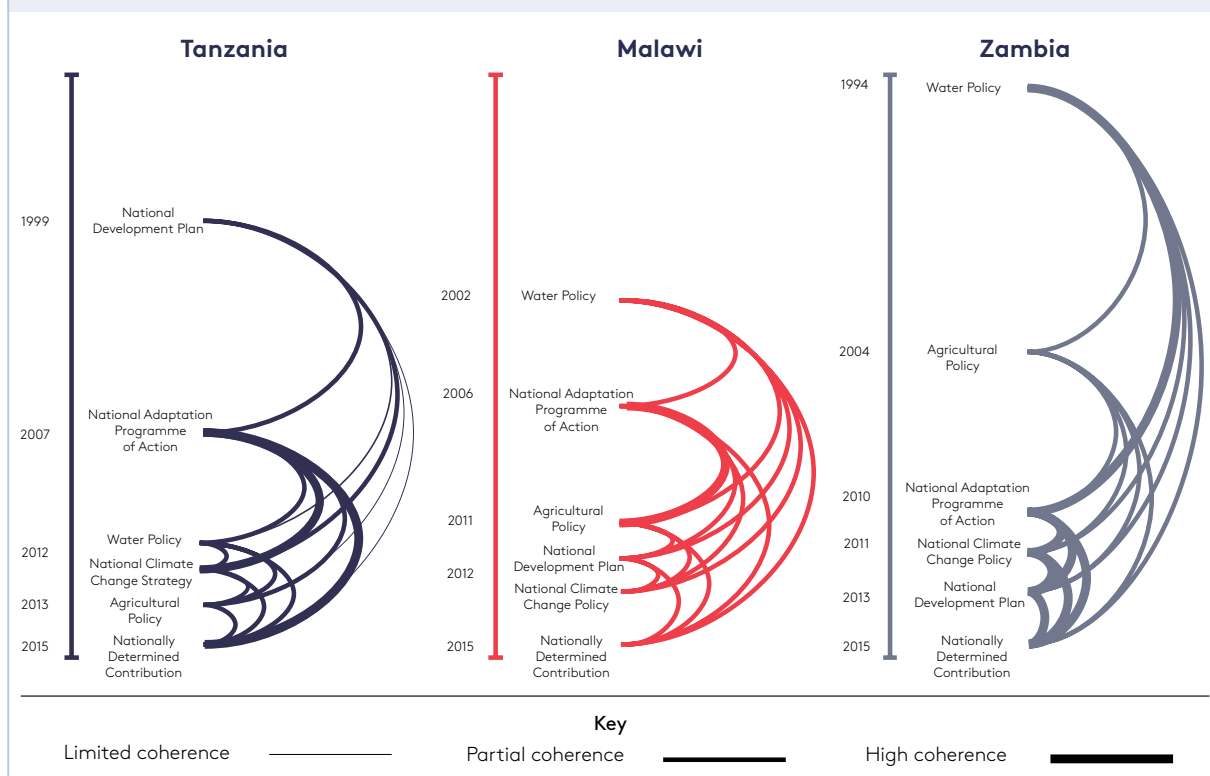 Tanzania
1999
National
Development Plan
2007
National Adaptation
Programme
of Action
2012
Water Policy
National Climate
Change Strategy
2013
Agricultural
Policy
2015
Nationally
Determined
Contribution
Malawi
2002
Water Policy
2006
National Adaptation
Programme
of Action
2011
Agricultural
Policy
2012
National
Development Plan
National Climate
Change Policy
2015
Nationally
Determined
Contribution
Zambia
1994
Water Policy
2004
Agricultural
Policy
2010
National Adaptation
Programme
of Action
2011
National Climate
Change Policy
2013
National
Development Plan
2015
Nationally
Determined
Contribution
Key
Limited coherence
Partial coherence
High coherence